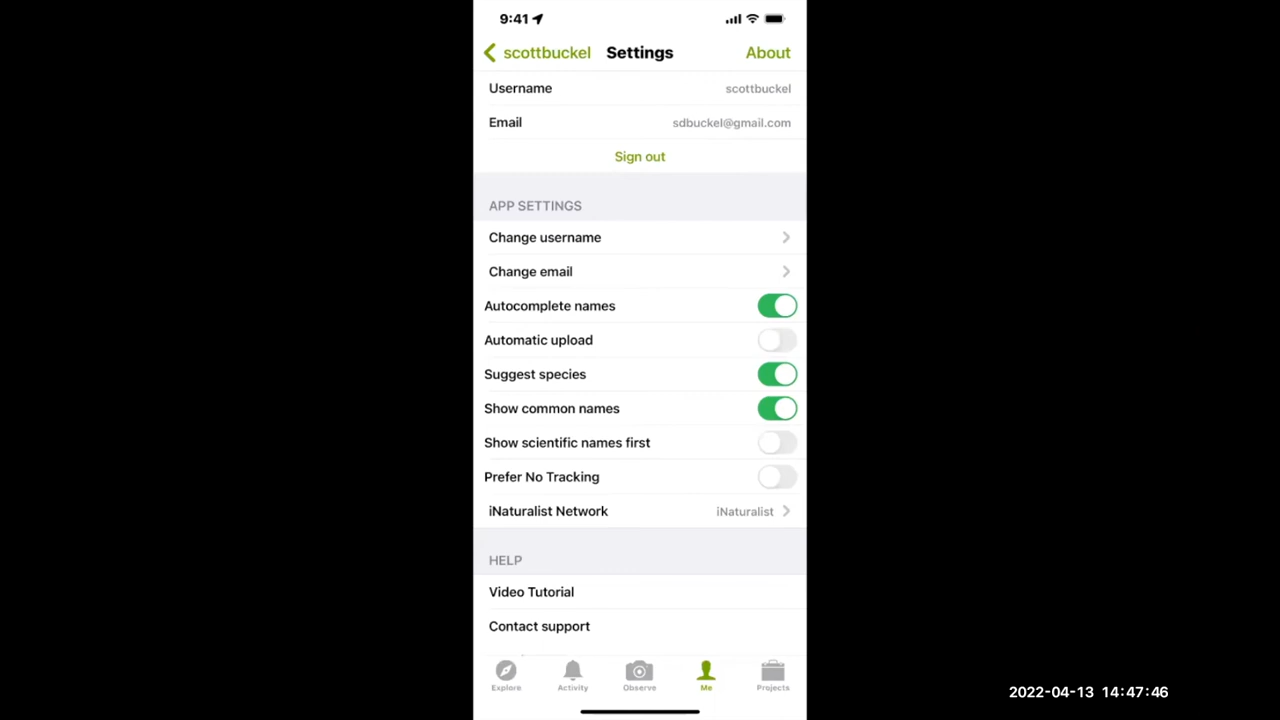 9:41
scottbuckel Settings About
Username scottbuckel
Email sdbuckel@gmail.com
Sign out
APP SETTINGS
Change username
Change email
Autocomplete names
Automatic upload
Suggest species
Show common names
Show scientific names first
Prefer No Tracking
iNaturalist Network iNaturalist
HELP
Video Tutorial
Contact support
Explore Activity Observe Me Projects
2022-04-13 14:47:46